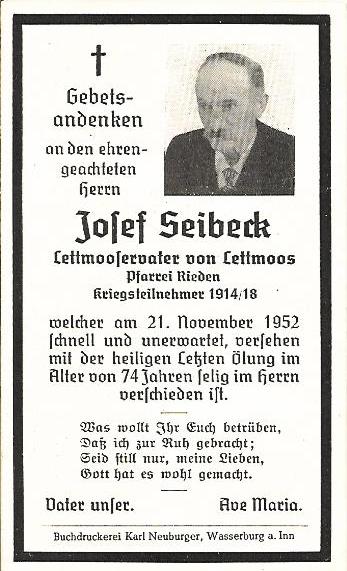 Gebets-
andenken
an den ehren-
geachteten
Herrn
Josef Seibeck
Lettmooservater von Lettmoos
Pfarrei Rieden
Kriegsteilnehmer 1914/18
welcher am 21. November 1952
schnell und unerwartet, versehen
mit der heiligen Letzten Ölung im
Alter von 74 Jahren selig im Herrn
verschieden ist.
Was wollt Ihr Euch betrüben,
Daß ich zur Ruh gebracht;
Seid still nur, meine Lieben,
Gott hat es wohl gemacht.
Vater unser. Ave Maria.
Buchdruckerei Karl Neuburger, Wasserburg a. Inn